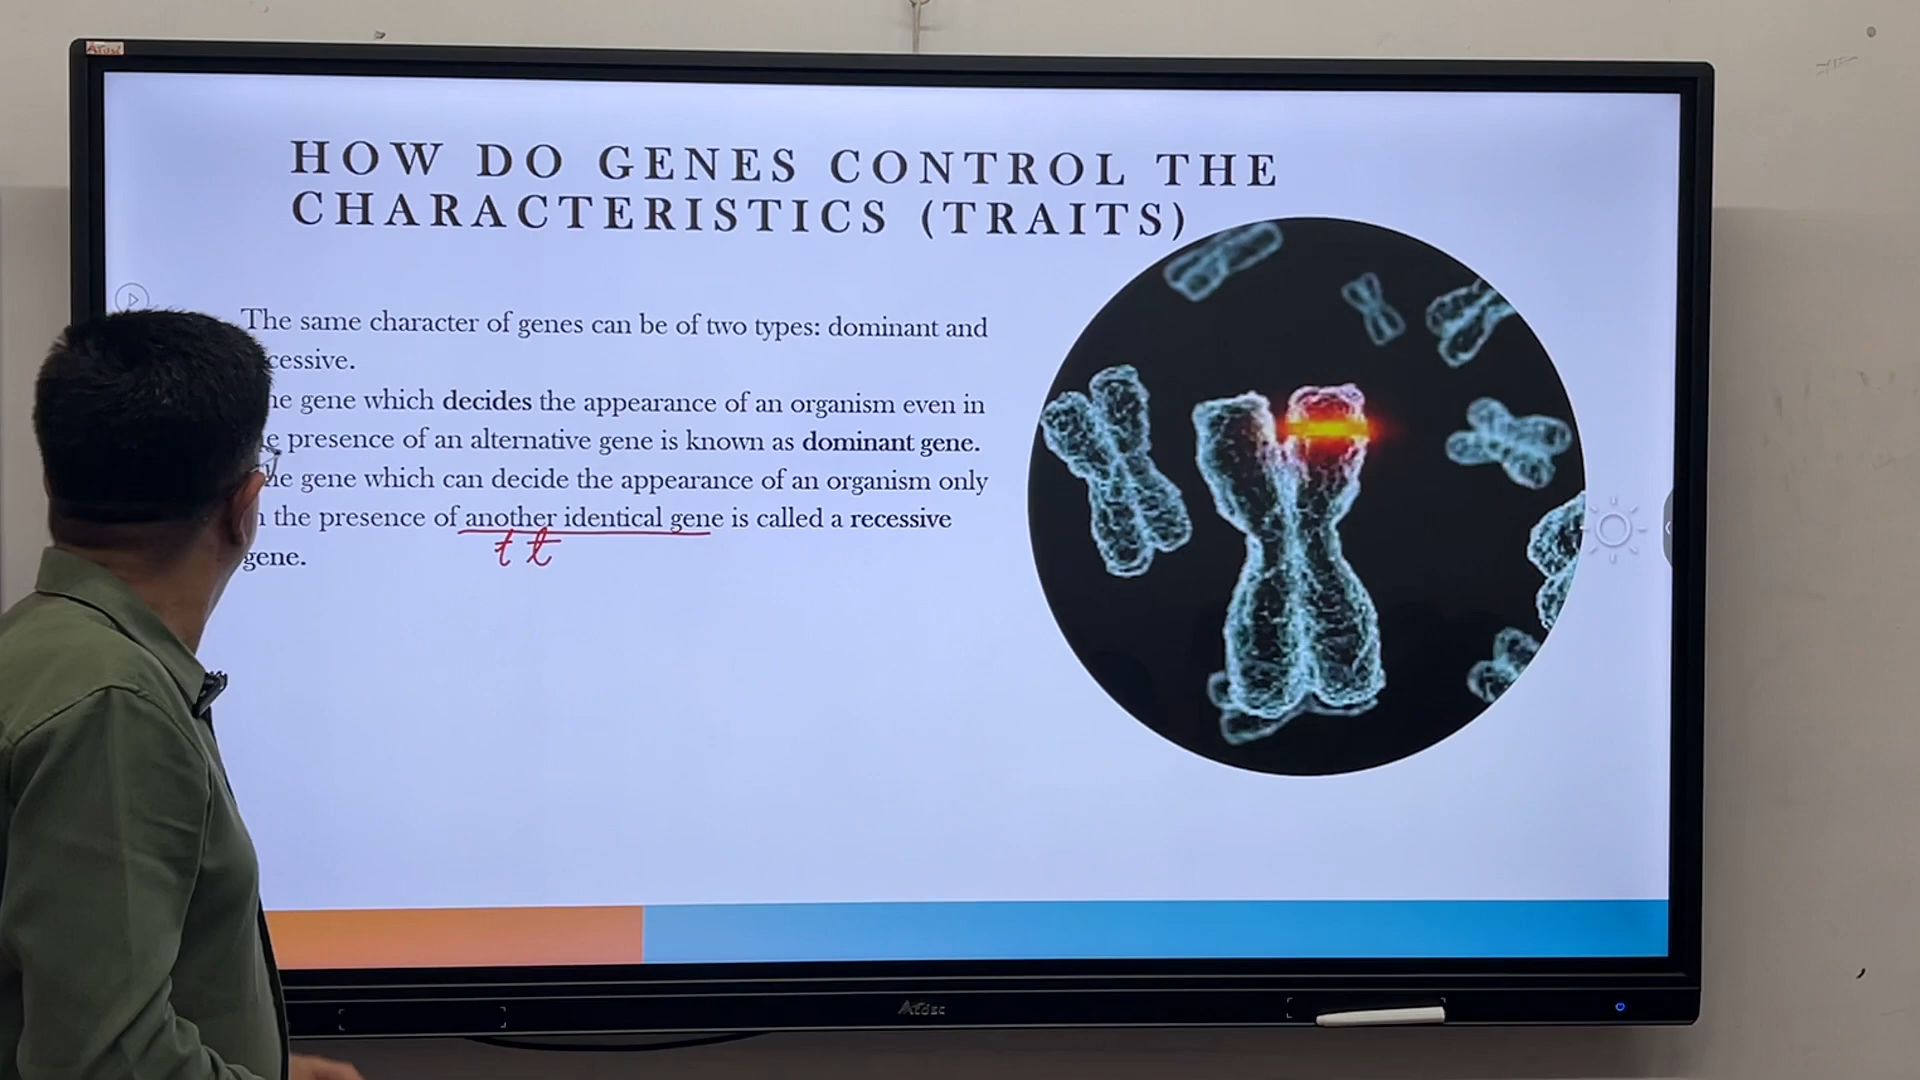 Atdsc
HOW DO GENES CONTROL THE
CHARACTERISTICS (TRAITS)
The same character of genes can be of two types: dominant and
cessive.
he gene which decides the appearance of an organism even in
e presence of an alternative gene is known as dominant gene.
he gene which can decide the appearance of an organism only
the presence of another identical gene is called a recessive
t t
gene.
Atdsc